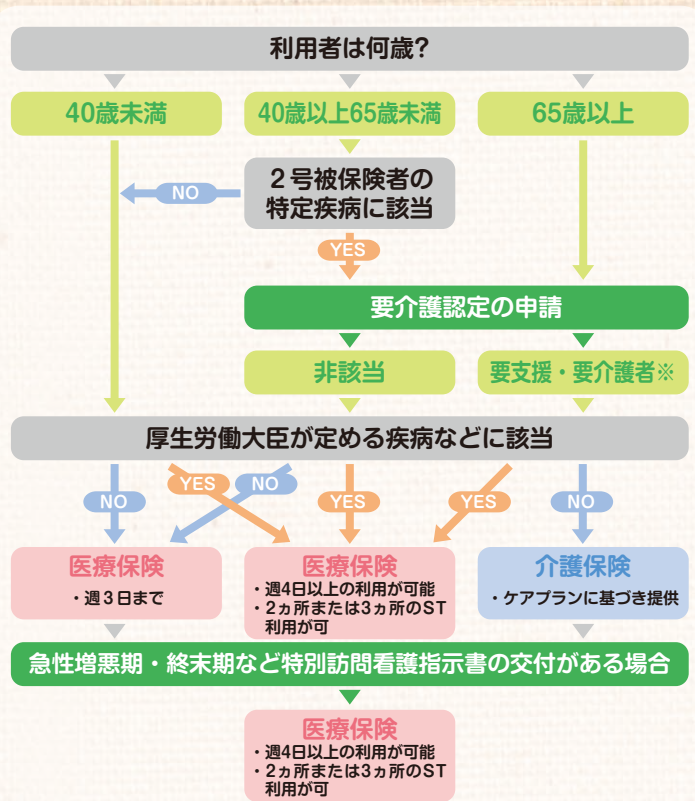 利用者は何歳?
40歳未満
40歳以上65歳未満
65歳以上
NO
2号被保険者の
特定疾病に該当
YES
要介護認定の申請
非該当
要支援・要介護者※
厚生労働大臣が定める疾病などに該当
NO
YES
NO
YES
YES
NO
医療保険
・週3日まで
医療保険
・週4日以上の利用が可能
・2ヵ所または3ヵ所のST
利用が可
介護保険
・ケアプランに基づき提供
急性増悪期・終末期など特別訪問看護指示書の交付がある場合
医療保険
・週4日以上の利用が可能
・2ヵ所または3ヵ所のST
利用が可